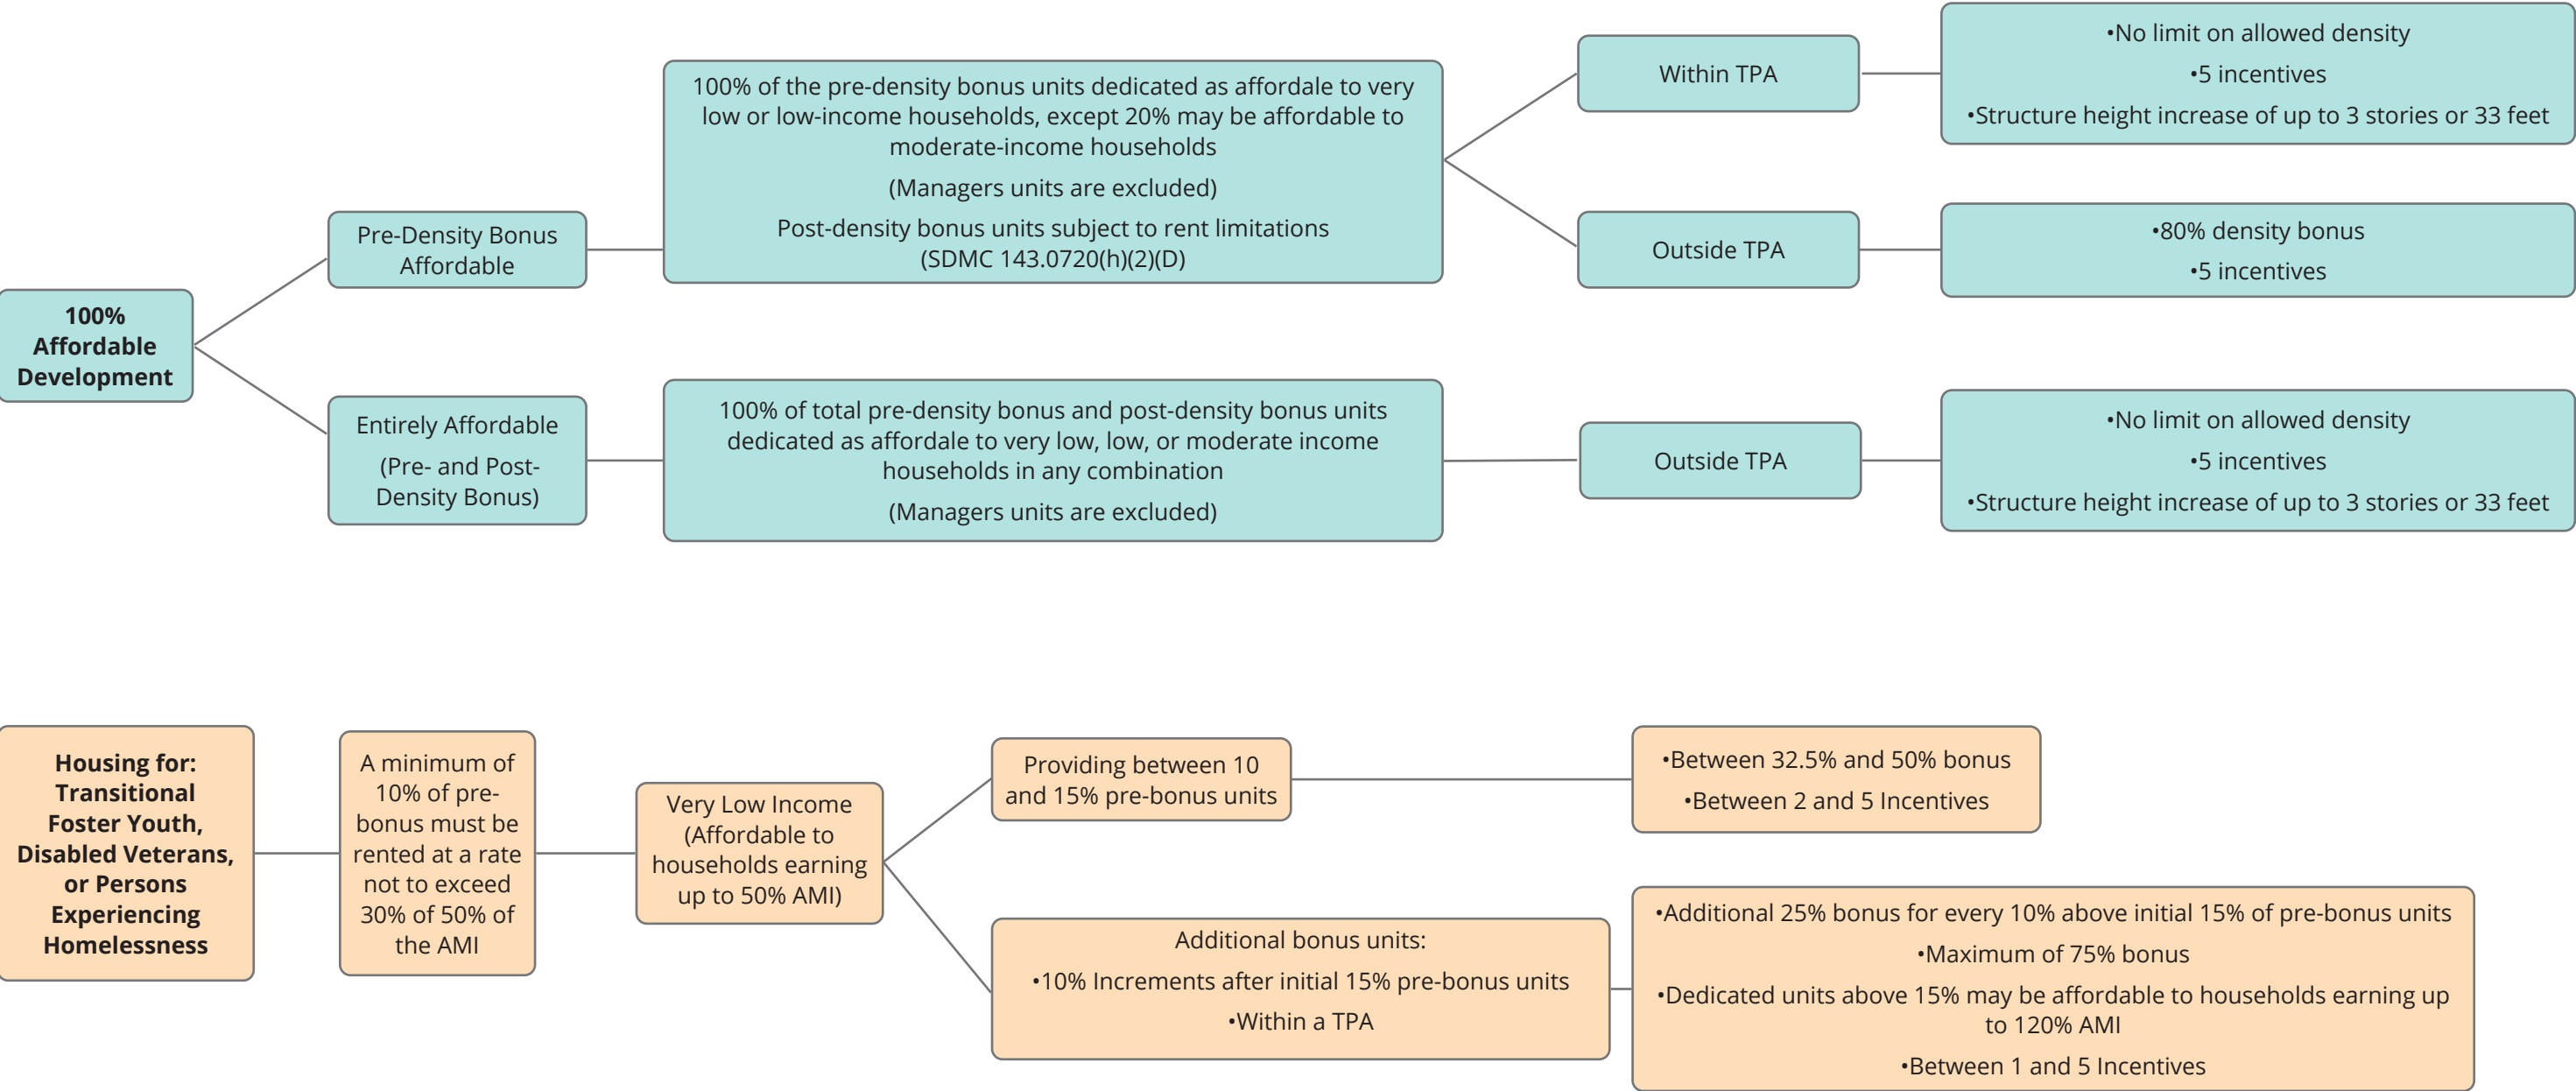 100%
Affordable
Development
Pre-Density Bonus
Affordable
100% of the pre-density bonus units dedicated as affordale to very
low or low-income households, except 20% may be affordable to
moderate-income households
(Managers units are excluded)
Post-density bonus units subject to rent limitations
(SDMC 143.0720(h)(2)(D)
Within TPA
•No limit on allowed density
•5 incentives
•Structure height increase of up to 3 stories or 33 feet
Outside TPA
•80% density bonus
•5 incentives
Entirely Affordable
(Pre- and Post-
Density Bonus)
100% of total pre-density bonus and post-density bonus units
dedicated as affordale to very low, low, or moderate income
households in any combination
(Managers units are excluded)
Outside TPA
•No limit on allowed density
•5 incentives
•Structure height increase of up to 3 stories or 33 feet
Housing for:
Transitional
Foster Youth,
Disabled Veterans,
or Persons
Experiencing
Homelessness
A minimum of
10% of pre-
bonus must be
rented at a rate
not to exceed
30% of 50% of
the AMI
Very Low Income
(Affordable to
households earning
up to 50% AMI)
Providing between 10
and 15% pre-bonus units
•Between 32.5% and 50% bonus
•Between 2 and 5 Incentives
Additional bonus units:
•10% Increments after initial 15% pre-bonus units
•Within a TPA
•Additional 25% bonus for every 10% above initial 15% of pre-bonus units
•Maximum of 75% bonus
•Dedicated units above 15% may be affordable to households earning up
to 120% AMI
•Between 1 and 5 Incentives